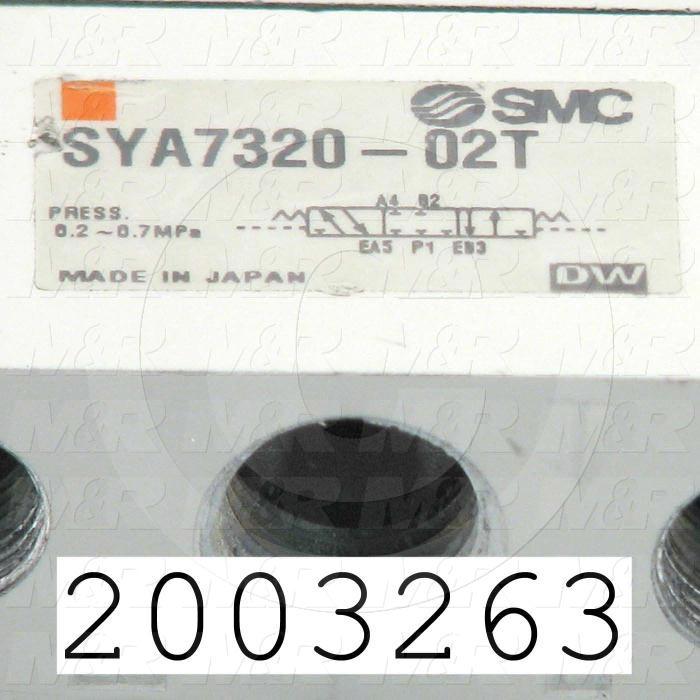 SMC
SYA7320-02T
PRESS.
0.2~0.7MPa
A4 B2
EA5 P1 EB3
MADE IN JAPAN
DW
2003263
M&R